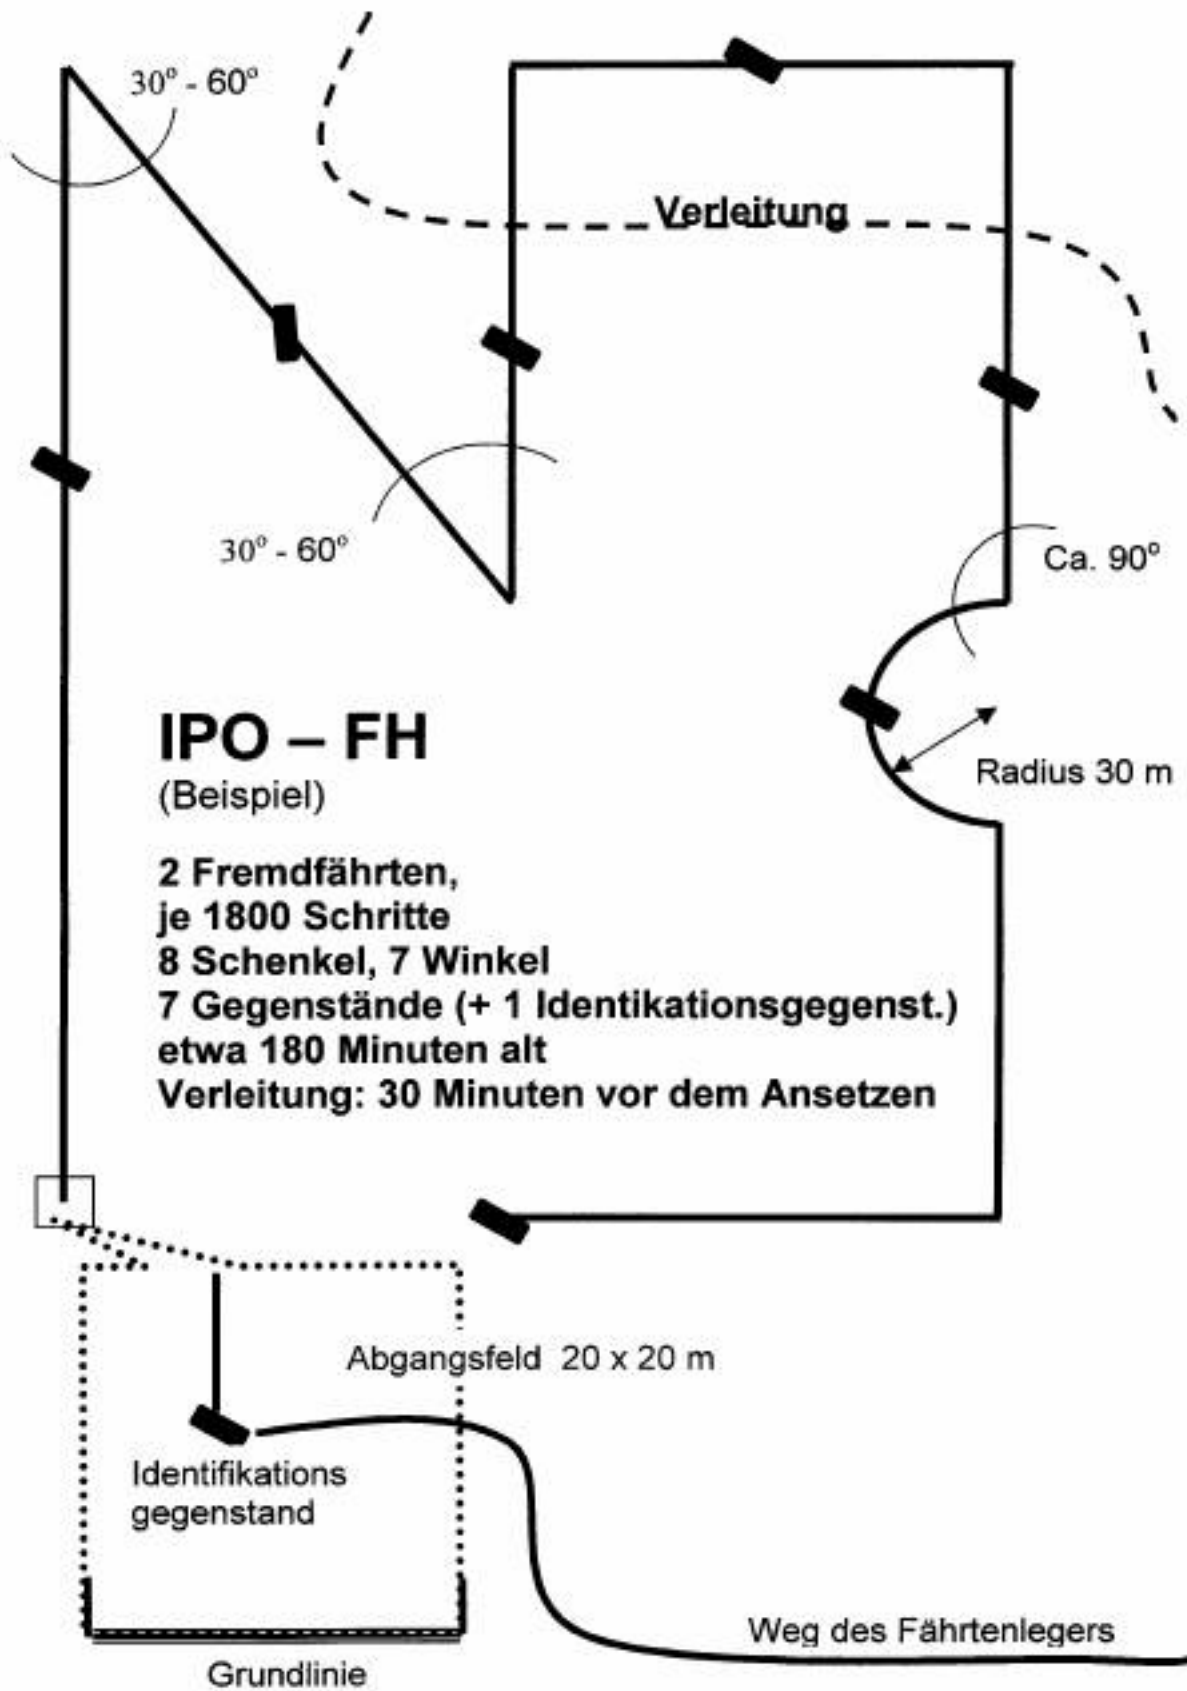 30° - 60°
Verleitung
30° - 60°
Ca. 90°
IPO – FH
(Beispiel)
Radius 30 m
2 Fremdfährten,
je 1800 Schritte
8 Schenkel, 7 Winkel
7 Gegenstände (+ 1 Identikationsgegenst.)
etwa 180 Minuten alt
Verleitung: 30 Minuten vor dem Ansetzen
Abgangsfeld 20 x 20 m
Identifikations
gegenstand
Weg des Fährtenlegers
Grundlinie